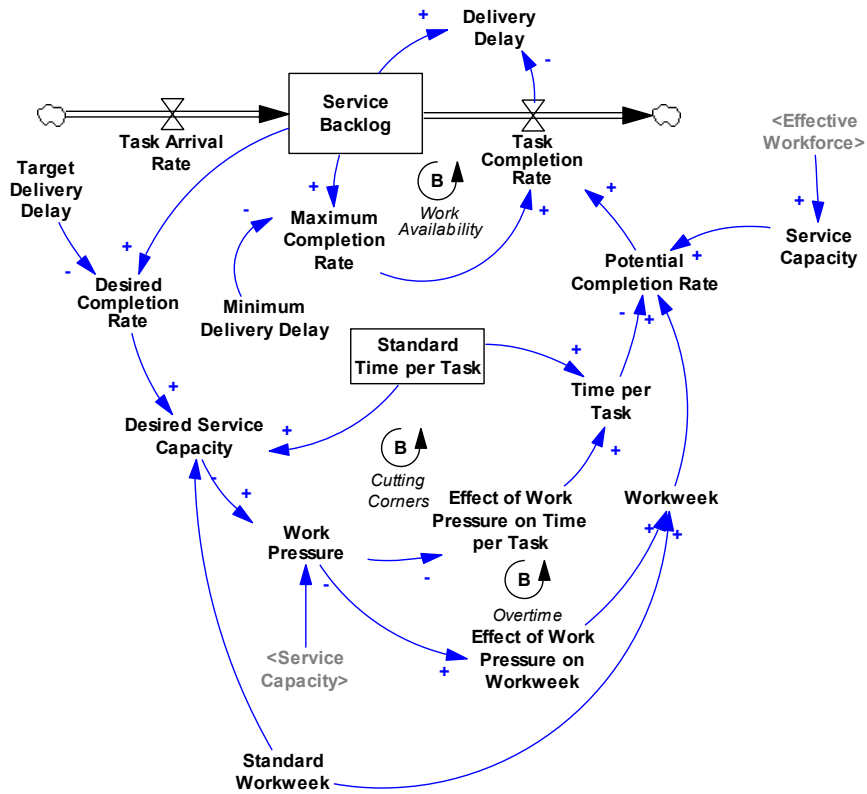 Delivery
Delay
+
-
Service
Backlog
Task Arrival
Rate
Task
Completion
Rate
<Effective
Workforce>
Target
Delivery
Delay
+
-
B
Work
Availability
Maximum
Completion
Rate
+
+
+
Service
Capacity
+
-
Desired
Completion
Rate
+
Potential
Completion Rate
-
+
Minimum
Delivery Delay
Standard
Time per Task
+
+
Time per
Task
Desired Service
Capacity
+
-
+
B
Cutting
Corners
+
Effect of Work
Pressure on Time
per Task
Workweek
+
+
Work
Pressure
-
-
B
Overtime
Effect of Work
Pressure on
Workweek
+
<Service
Capacity>
Standard
Workweek